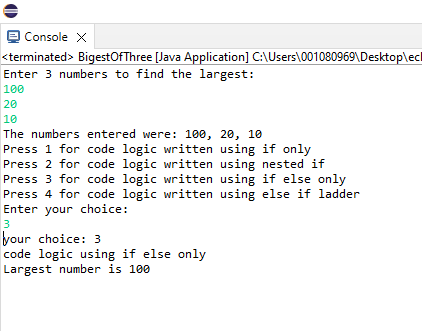 Console
<terminated> BigestOfThree [Java Application] C:\Users\001080969\Desktop\ecl
Enter 3 numbers to find the largest:
100
20
10
The numbers entered were: 100, 20, 10
Press 1 for code logic written using if only
Press 2 for code logic written using nested if
Press 3 for code logic written using if else only
Press 4 for code logic written using else if ladder
Enter your choice:
3
your choice: 3
code logic using if else only
Largest number is 100